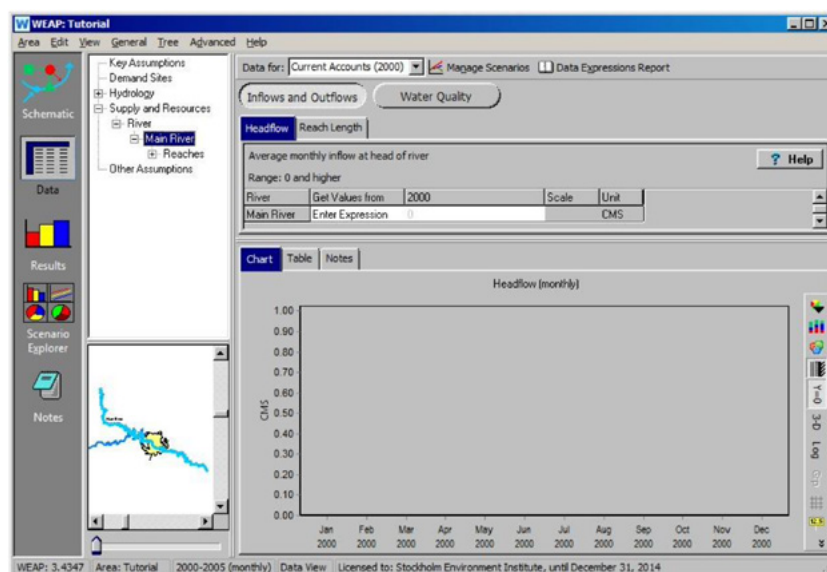 WEAP: Tutorial
Area Edit View General Tree Advanced Help
Schematic
Data
Results
Scenario Explorer
Notes
Key Assumptions
Demand Sites
Hydrology
Supply and Resources
River
Main River
Reaches
Other Assumptions
Data for: Current Accounts (2000) Manage Scenarios Data Expressions Report
Inflows and Outflows Water Quality
Headflow Reach Length
Average monthly inflow at head of river
? Help
Range: 0 and higher
River Get Values from 2000 Scale Unit
Main River Enter Expression 0 CMS
Chart Table Notes
Headflow (monthly)
1.00
0.90
0.80
0.70
0.60
0.50
0.40
0.30
0.20
0.10
0.00
CMS
Jan Feb Mar Apr May Jun Jul Aug Sep Oct Nov Dec
2000 2000 2000 2000 2000 2000 2000 2000 2000 2000 2000 2000
Y=0
3-D
Log
WEAP: 3.4347 Area: Tutorial 2000-2005 (monthly) Data View Licensed to: Stockholm Environment Institute, until December 31, 2014